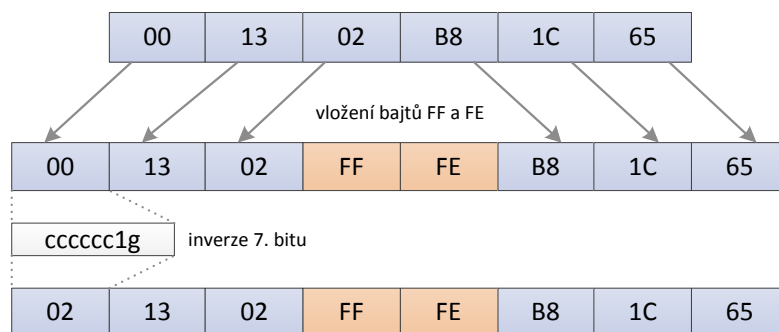 00 13 02 B8 1C 65
vložení bajtů FF a FE
00 13 02 FF FE B8 1C 65
cccccc1g inverze 7. bitu
02 13 02 FF FE B8 1C 65